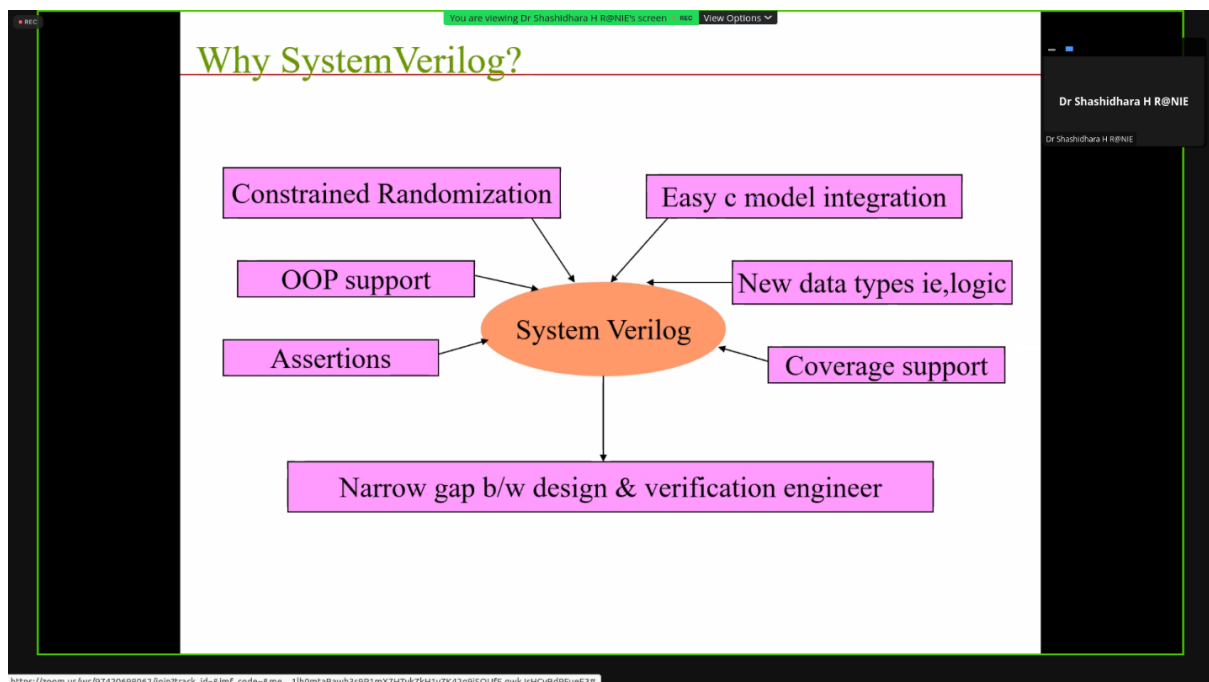 REC
You are viewing Dr Shashidhara H R@NIE's screen REC View Options
Why SystemVerilog?
Dr Shashidhara H R@NIE
Dr Shashidhara H R@NIE
Constrained Randomization
Easy c model integration
OOP support
New data types ie,logic
System Verilog
Assertions
Coverage support
Narrow gap b/w design & verification engineer